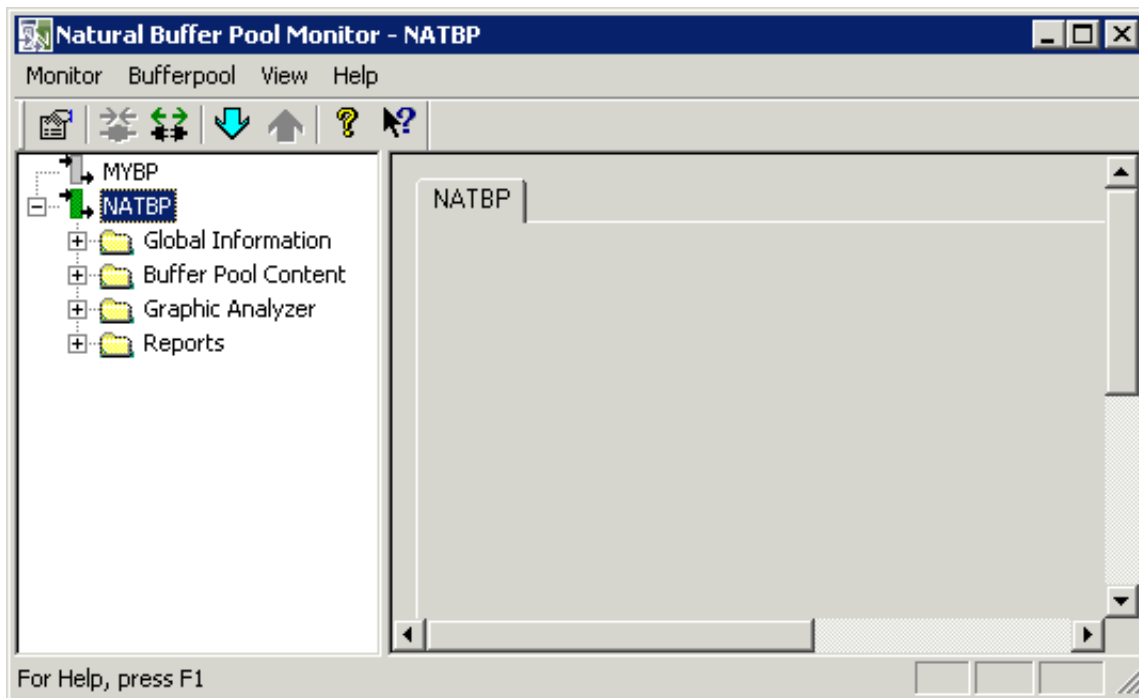 Natural Buffer Pool Monitor - NATBP
Monitor Bufferpool View Help
MYBP
NATBP
Global Information
Buffer Pool Content
Graphic Analyzer
Reports
NATBP
For Help, press F1